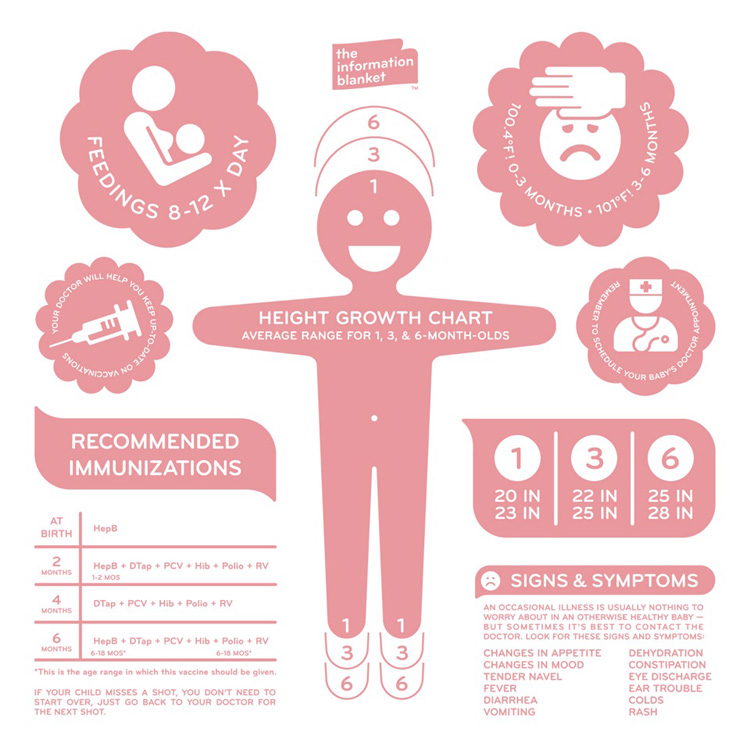 the
information
blanket
™
FEEDINGS 8-12 X DAY
100.4°F! 0-3 MONTHS • 101°F! 3-6 MONTHS
6
3
1
YOUR DOCTOR WILL HELP YOU KEEP UP-TO-DATE ON VACCINATIONS
REMEMBER TO SCHEDULE YOUR BABY'S DOCTOR APPOINTMENT
HEIGHT GROWTH CHART
AVERAGE RANGE FOR 1, 3, & 6-MONTH-OLDS
RECOMMENDED
IMMUNIZATIONS
AT
BIRTH
HepB
2
MONTHS
HepB + DTap + PCV + Hib + Polio + RV
1-2 MOS
4
MONTHS
DTap + PCV + Hib + Polio + RV
6
MONTHS
HepB + DTap + PCV + Hib + Polio + RV
6-18 MOS* 6-18 MOS*
*This is the age range in which this vaccine should be given.
IF YOUR CHILD MISSES A SHOT, YOU DON'T NEED TO
START OVER, JUST GO BACK TO YOUR DOCTOR FOR
THE NEXT SHOT.
1 1
3 3
6 6
1 3 6
20 IN 22 IN 25 IN
23 IN 25 IN 28 IN
SIGNS & SYMPTOMS
AN OCCASIONAL ILLNESS IS USUALLY NOTHING TO
WORRY ABOUT IN AN OTHERWISE HEALTHY BABY —
BUT SOMETIMES IT'S BEST TO CONTACT THE
DOCTOR. LOOK FOR THESE SIGNS AND SYMPTOMS:
CHANGES IN APPETITE
CHANGES IN MOOD
TENDER NAVEL
FEVER
DIARRHEA
VOMITING
DEHYDRATION
CONSTIPATION
EYE DISCHARGE
EAR TROUBLE
COLDS
RASH